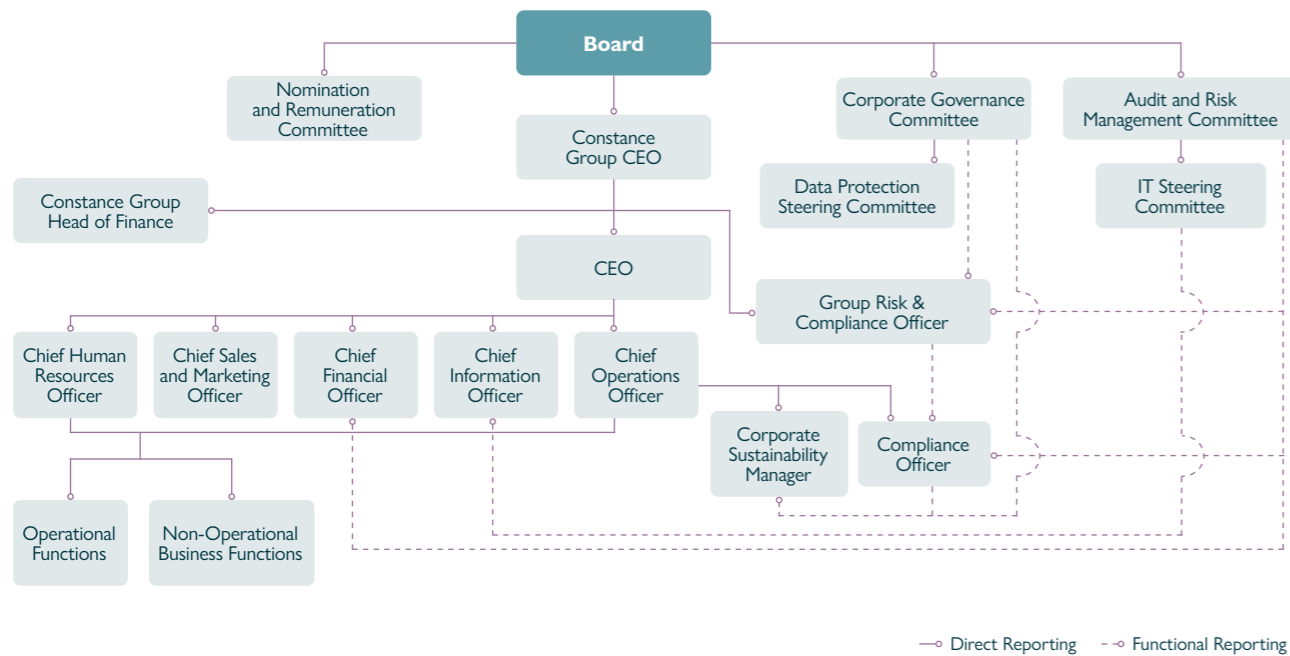 Board
Nomination
and Remuneration
Committee
Corporate Governance
Committee
Audit and Risk
Management Committee
Constance
Group CEO
Constance Group
Head of Finance
Data Protection
Steering Committee
IT Steering
Committee
CEO
Group Risk &
Compliance Officer
Chief Human
Resources
Officer
Chief Sales
and Marketing
Officer
Chief
Financial
Officer
Chief
Information
Officer
Chief
Operations
Officer
Corporate
Sustainability
Manager
Compliance
Officer
Operational
Functions
Non-Operational
Business Functions
Direct Reporting
Functional Reporting